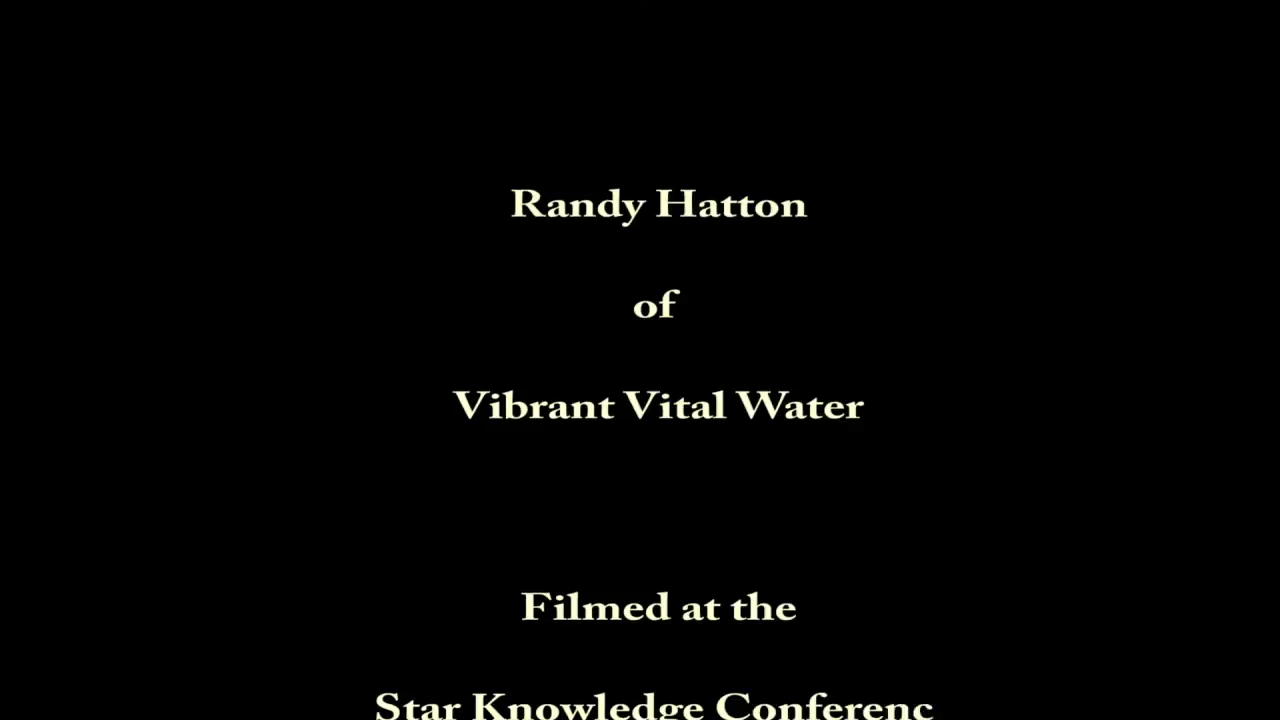 Randy Hatton
of
Vibrant Vital Water
Filmed at the
Star Knowledge Conferenc